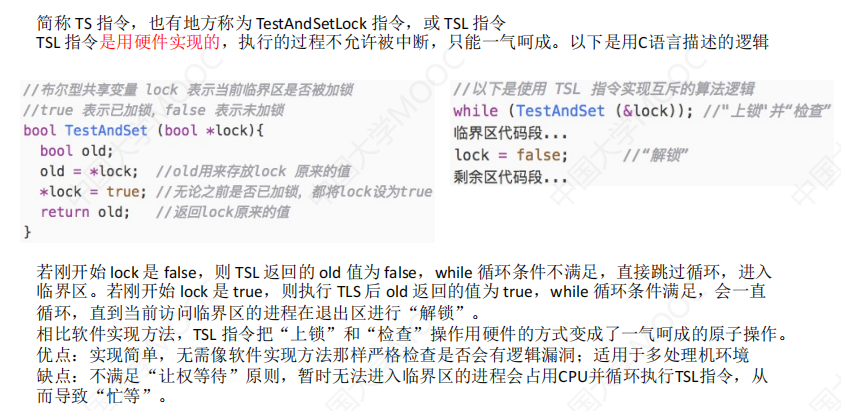 简称 TS 指令，也有地方称为 TestAndSetLock 指令，或 TSL 指令
TSL 指令是用硬件实现的，执行的过程不允许被中断，只能一气呵成。以下是用C语言描述的逻辑
//布尔型共享变量 lock 表示当前临界区是否被加锁
//true 表示已加锁，false 表示未加锁
bool TestAndSet (bool *lock){
bool old;
old = *lock; //old用来存放lock 原来的值
*lock = true; //无论之前是否已加锁，都将lock设为true
return old; //返回lock原来的值
}
//以下是使用 TSL 指令实现互斥的算法逻辑
while (TestAndSet (&lock)); //"上锁"并“检查”
临界区代码段...
lock = false; //“解锁”
剩余区代码段...
若刚开始 lock 是 false，则 TSL 返回的 old 值为 false，while 循环条件不满足，直接跳过循环，进入
临界区。若刚开始 lock 是 true，则执行 TLS 后 old 返回的值为 true，while 循环条件满足，会一直
循环，直到当前访问临界区的进程在退出区进行“解锁”。
相比软件实现方法，TSL 指令把“上锁”和“检查”操作用硬件的方式变成了一气呵成的原子操作。
优点：实现简单，无需像软件实现方法那样严格检查是否会有逻辑漏洞；适用于多处理机环境
缺点：不满足“让权等待”原则，暂时无法进入临界区的进程会占用CPU并循环执行TSL指令，从
而导致“忙等”。
中国大学MOOC